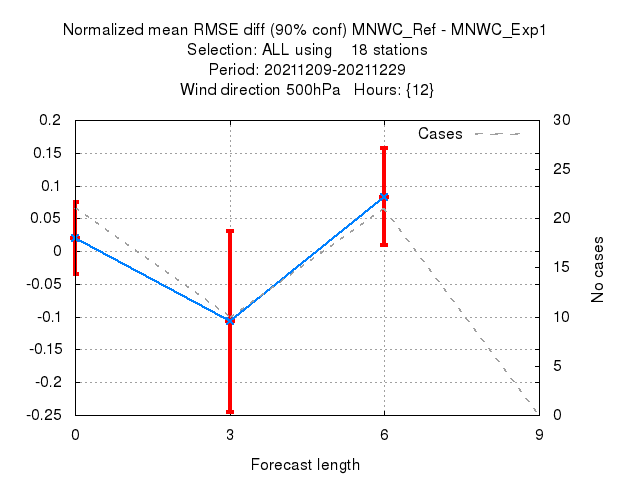 Normalized mean RMSE diff (90% conf) MNWC_Ref - MNWC_Exp1
Selection: ALL using    18 stations
Period: 20211209-20211229
Wind direction 500hPa   Hours: {12}
Cases
0.2
0.15
0.1
0.05
0
-0.05
-0.1
-0.15
-0.2
-0.25
30
25
20
15
10
5
0
No cases
0 3 6 9
Forecast length